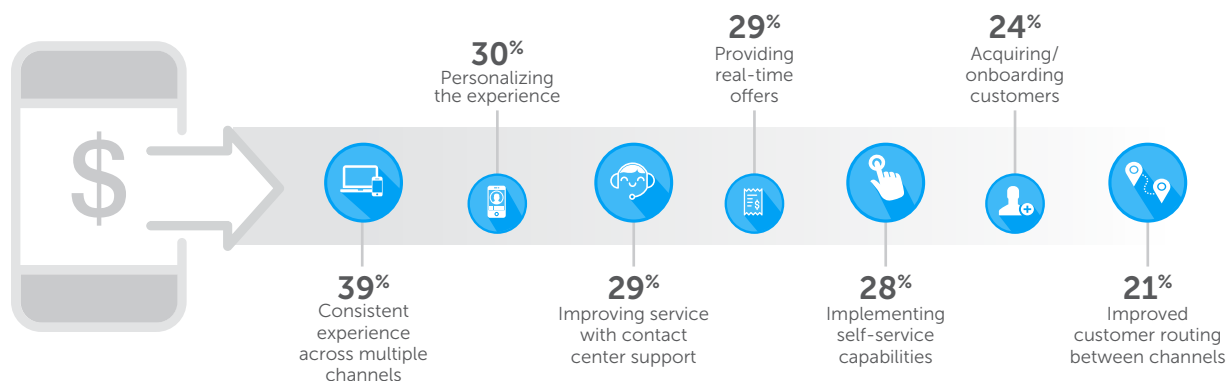 $
39%
Consistent
experience
across multiple
channels
30%
Personalizing
the experience
29%
Improving service
with contact
center support
29%
Providing
real-time
offers
$
28%
Implementing
self-service
capabilities
24%
Acquiring/
onboarding
customers
21%
Improved
customer routing
between channels